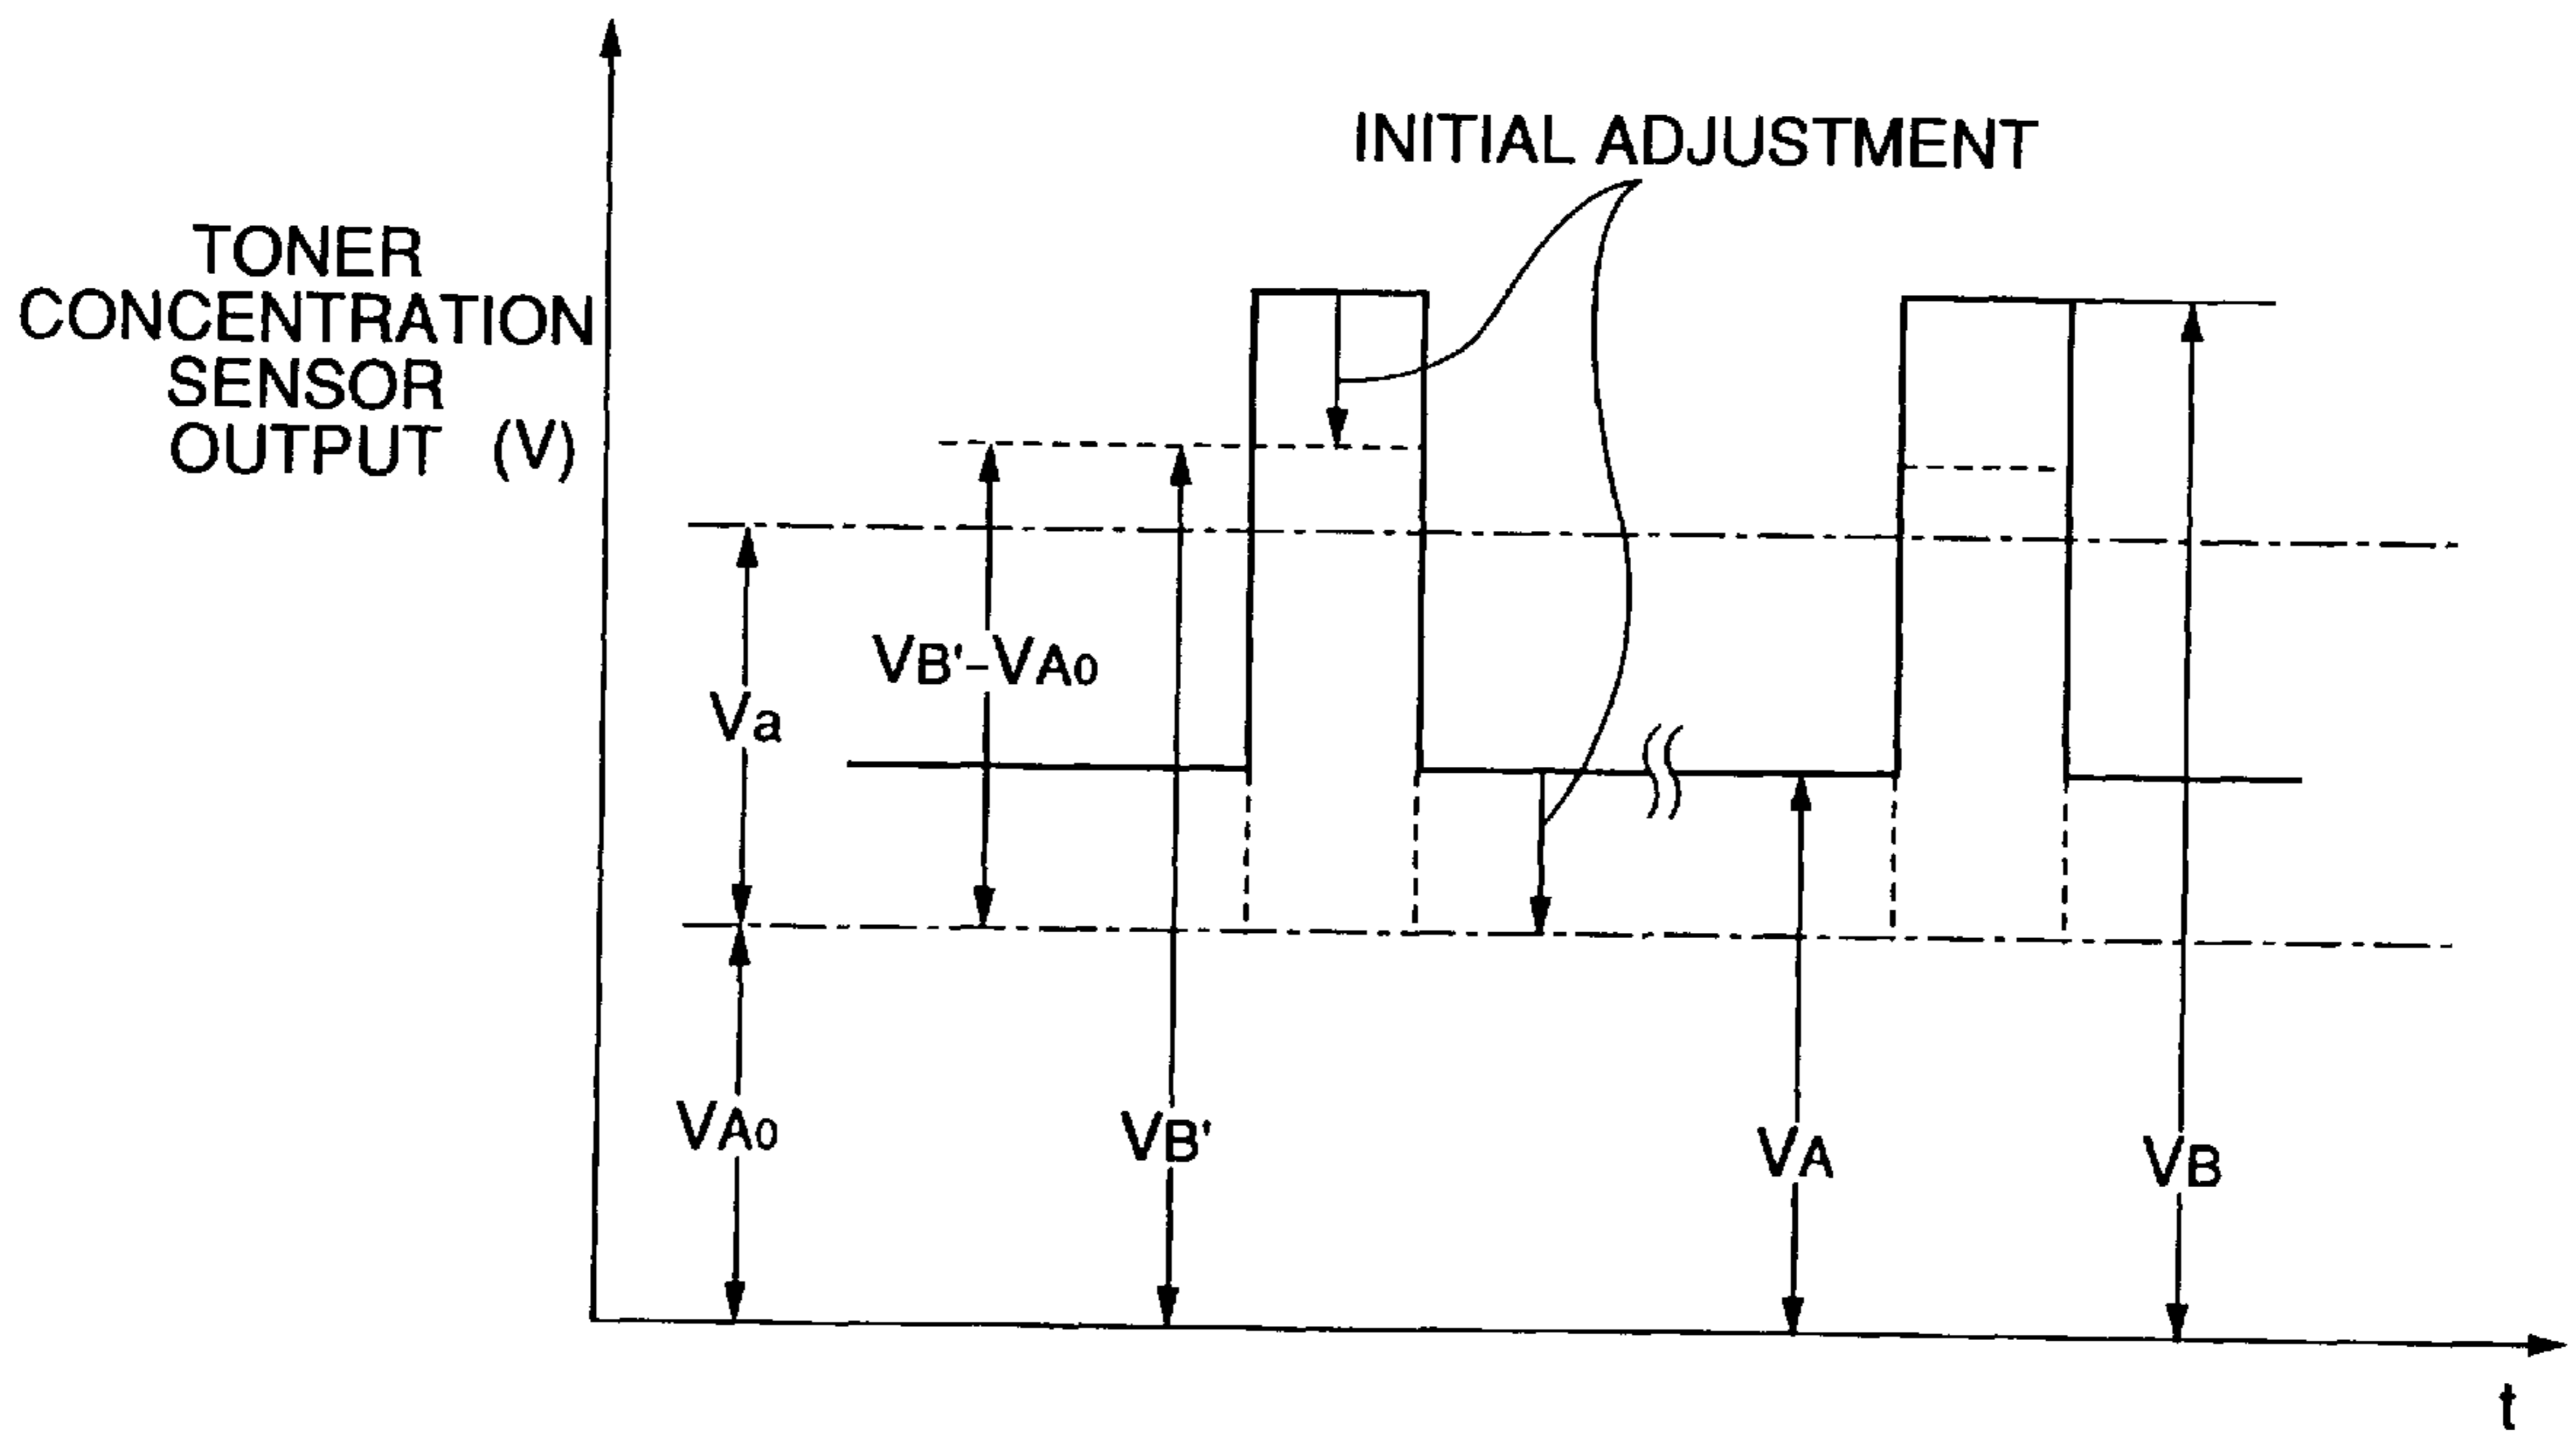 INITIAL ADJUSTMENT
TONER
CONCENTRATION
SENSOR
OUTPUT (V)
VB'-VA0
Va
VA0
VB'
VA
VB
t